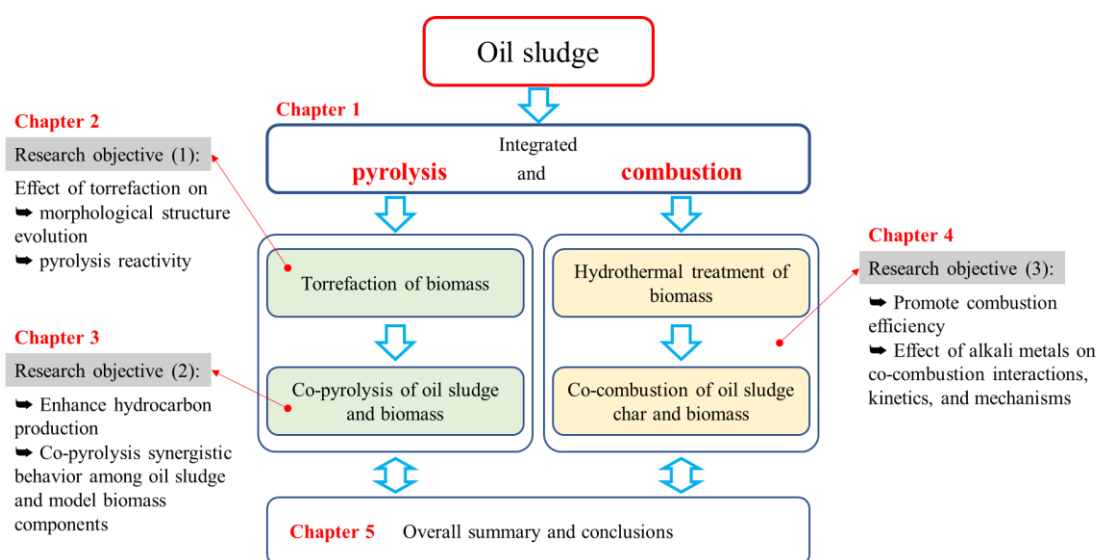 Oil sludge
Chapter 1
Integrated
pyrolysis and combustion
Chapter 2
Research objective (1):
Effect of torrefaction on
➥ morphological structure
evolution
➥ pyrolysis reactivity
Torrefaction of biomass
Hydrothermal treatment of
biomass
Chapter 3
Research objective (2):
➥ Enhance hydrocarbon
production
➥ Co-pyrolysis synergistic
behavior among oil sludge
and model biomass
components
Co-pyrolysis of oil sludge
and biomass
Co-combustion of oil sludge
char and biomass
Chapter 4
Research objective (3):
➥ Promote combustion
efficiency
➥ Effect of alkali metals on
co-combustion interactions,
kinetics, and mechanisms
Chapter 5 Overall summary and conclusions